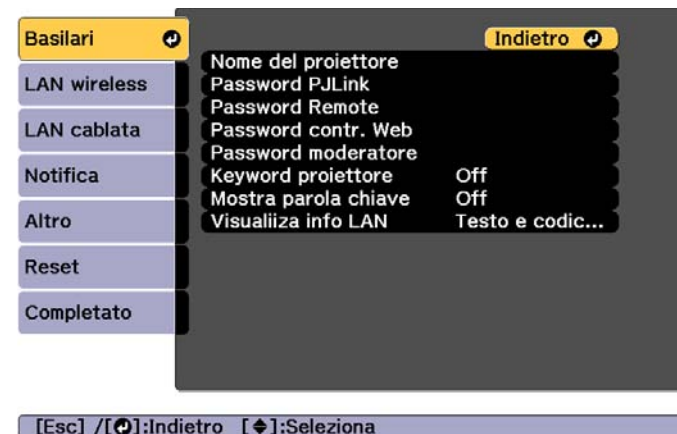 Basilari
Indietro
Nome del proiettore
LAN wireless
Password PJLink
Password Remote
LAN cablata
Password contr. Web
Password moderatore
Notifica
Keyword proiettore Off
Mostra parola chiave Off
Altro
Visualiiza info LAN Testo e codic...
Reset
Completato
[Esc] /[ ]:Indietro [ ]:Seleziona